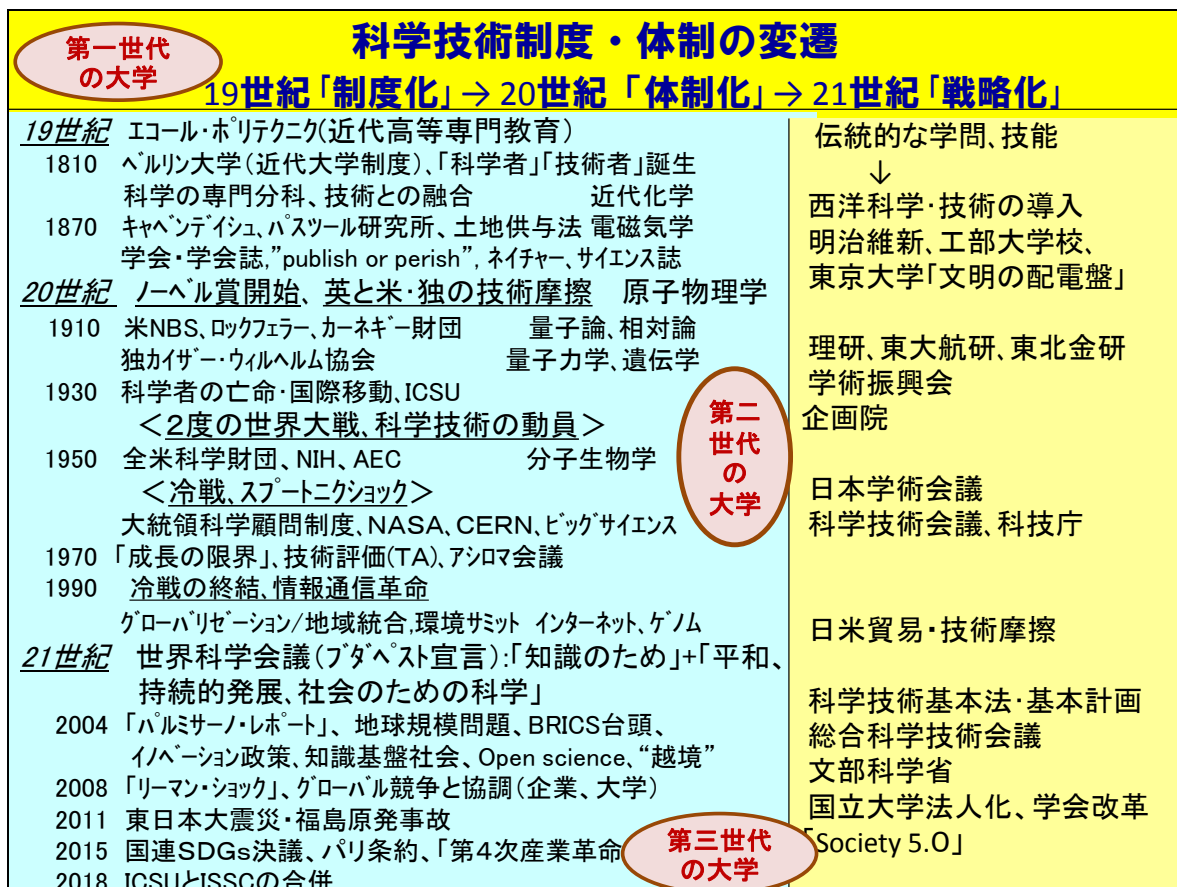 第一世代
の大学
科学技術制度・体制の変遷
19世紀「制度化」→ 20世紀「体制化」→ 21世紀「戦略化」
19世紀 エコール・ポリテクニク(近代高等専門教育)
1810 ベルリン大学(近代大学制度)、「科学者」「技術者」誕生
科学の専門分科、技術との融合 近代化学
1870 キャベンデイシュ、パスツール研究所、土地供与法 電磁気学
学会・学会誌,”publish or perish”, ネイチャー、サイエンス誌
20世紀 ノーベル賞開始、英と米・独の技術摩擦 原子物理学
1910 米NBS、ロックフェラー、カーネギー財団 量子論、相対論
独カイザー・ウィルヘルム協会 量子力学、遺伝学
1930 科学者の亡命・国際移動、ICSU
＜２度の世界大戦、科学技術の動員＞
1950 全米科学財団、NIH、AEC 分子生物学
＜冷戦、スプートニクショック＞
大統領科学顧問制度、ＮＡＳＡ、ＣＥＲＮ、ビッグサイエンス
1970 「成長の限界」、技術評価(ＴＡ)、アシロマ会議
1990 冷戦の終結、情報通信革命
グローバリゼーション/地域統合,環境サミット インターネット、ゲノム
21世紀 世界科学会議(ブダペスト宣言):「知識のため」+「平和、
持続的発展、社会のための科学」
2004 「パルミサーノ・レポート」、地球規模問題、BRICS台頭、
イノベーション政策、知識基盤社会、Open science、“越境”
2008 「リーマン・ショック」、グローバル競争と協調(企業、大学)
2011 東日本大震災・福島原発事故
2015 国連ＳＤＧｓ決議、パリ条約、「第４次産業革命
2018 ICSUとISSCの合併
第二
世代
の
大学
第三世代
の大学
伝統的な学問、技能
↓
西洋科学・技術の導入
明治維新、工部大学校、
東京大学「文明の配電盤」
理研、東大航研、東北金研
学術振興会
企画院
日本学術会議
科学技術会議、科技庁
日米貿易・技術摩擦
科学技術基本法・基本計画
総合科学技術会議
文部科学省
国立大学法人化、学会改革
「Society 5.0」